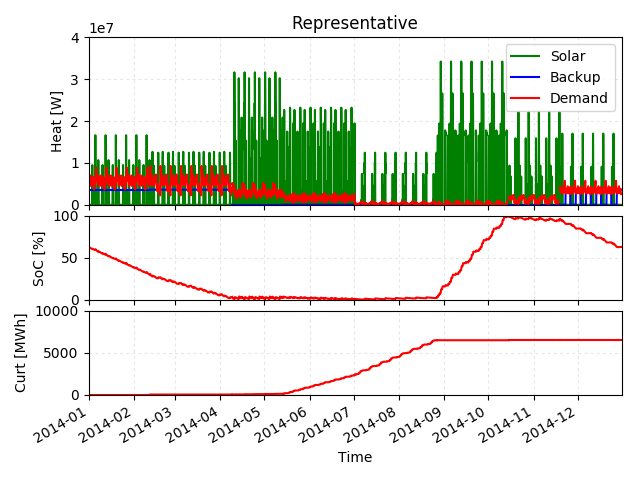 Representative
1e7
4
3
2
1
0
Heat [W]
Solar
Backup
Demand
100
50
0
SoC [%]
10000
5000
0
Curt [MWh]
2014-01
2014-02
2014-03
2014-04
2014-05
2014-06
2014-07
2014-08
2014-09
2014-10
2014-11
2014-12
Time